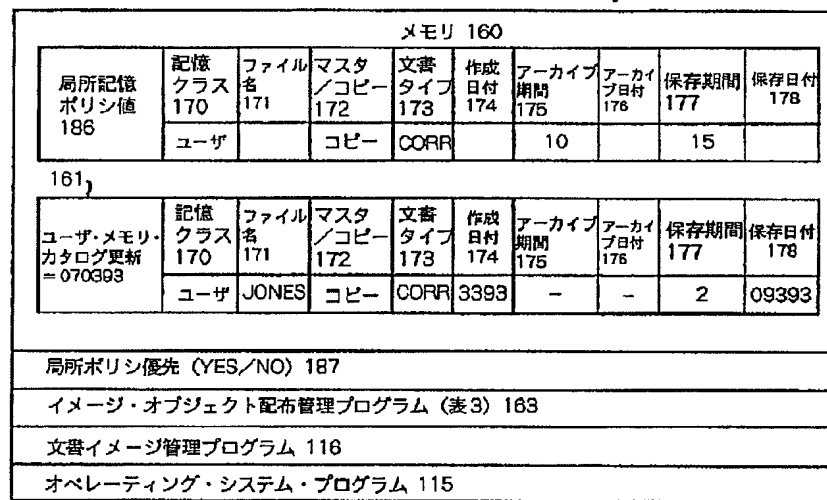 メモリ 160
局所記憶ポリシ値 186
記憶クラス 170
ファイル名 171
マスタ/コピー 172
文書タイプ 173
作成日付 174
アーカイブ期間 175
アーカイブ日付 176
保存期間 177
保存日付 178
ユーザ コピー CORR 10 15
161
ユーザ・メモリ・カタログ更新 =070393
記憶クラス 170
ファイル名 171
マスタ/コピー 172
文書タイプ 173
作成日付 174
アーカイブ期間 175
アーカイブ日付 176
保存期間 177
保存日付 178
ユーザ JONES コピー CORR 3393 - - 2 09393
局所ポリシ優先 (YES/NO) 187
イメージ・オブジェクト配布管理プログラム (表3) 163
文書イメージ管理プログラム 116
オペレーティング・システム・プログラム 115